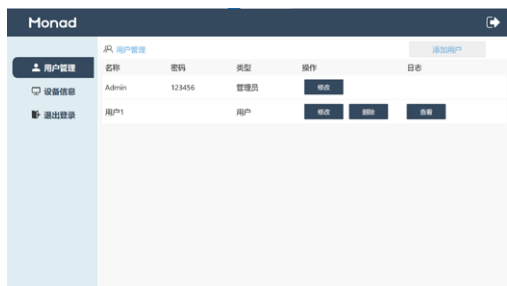 Monad
用户管理
添加用户
用户管理
名称 密码 类型 操作 日志
设备信息
Admin 123456 管理员 修改
退出登录
用户1 用户 修改 删除 查看